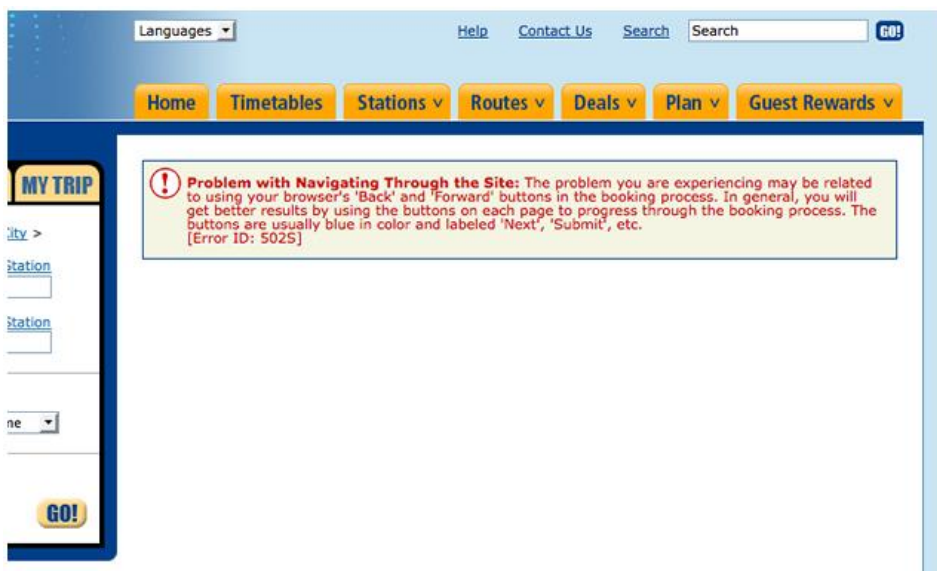 Languages
Help Contact Us Search Search GO!
Home Timetables Stations v Routes v Deals v Plan v Guest Rewards v
MY TRIP
City >
Station
Station
me
GO!
Problem with Navigating Through the Site: The problem you are experiencing may be related
to using your browser's 'Back' and 'Forward' buttons in the booking process. In general, you will
get better results by using the buttons on each page to progress through the booking process. The
buttons are usually blue in color and labeled 'Next', 'Submit', etc.
[Error ID: 502S]